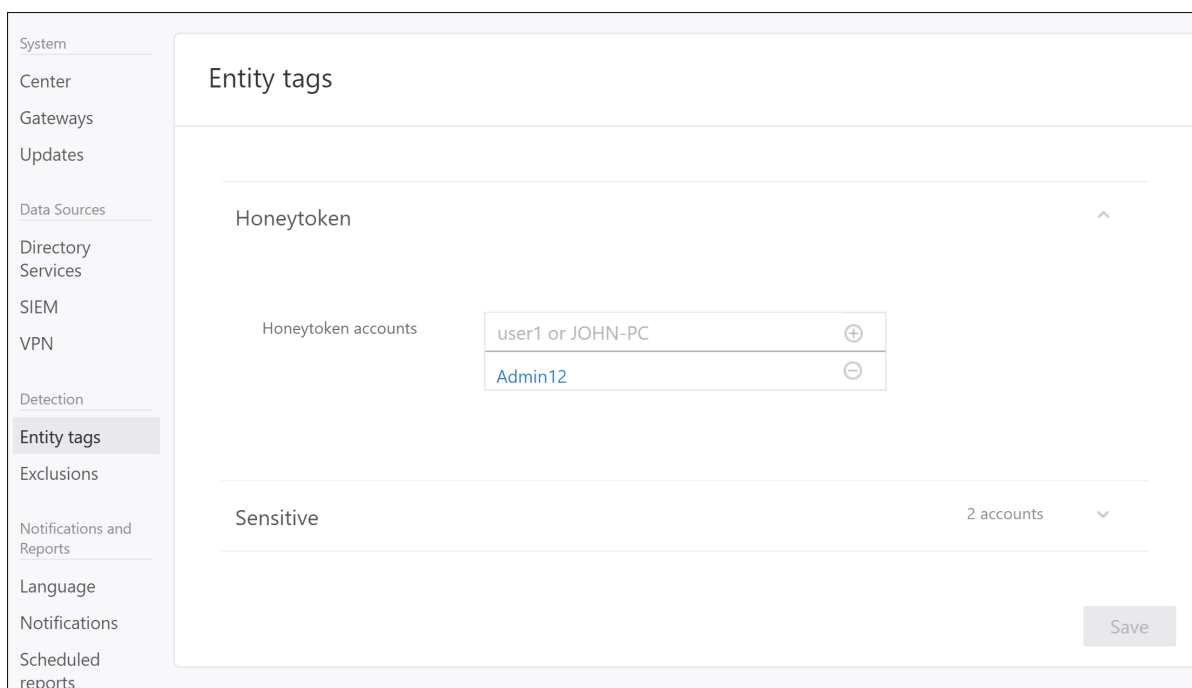 System
Center
Gateways
Updates
Data Sources
Directory
Services
SIEM
VPN
Detection
Entity tags
Exclusions
Notifications and
Reports
Language
Notifications
Scheduled
reports
Entity tags
Honeytoken
Honeytoken accounts
user1 or JOHN-PC
Admin12
Sensitive
2 accounts
Save